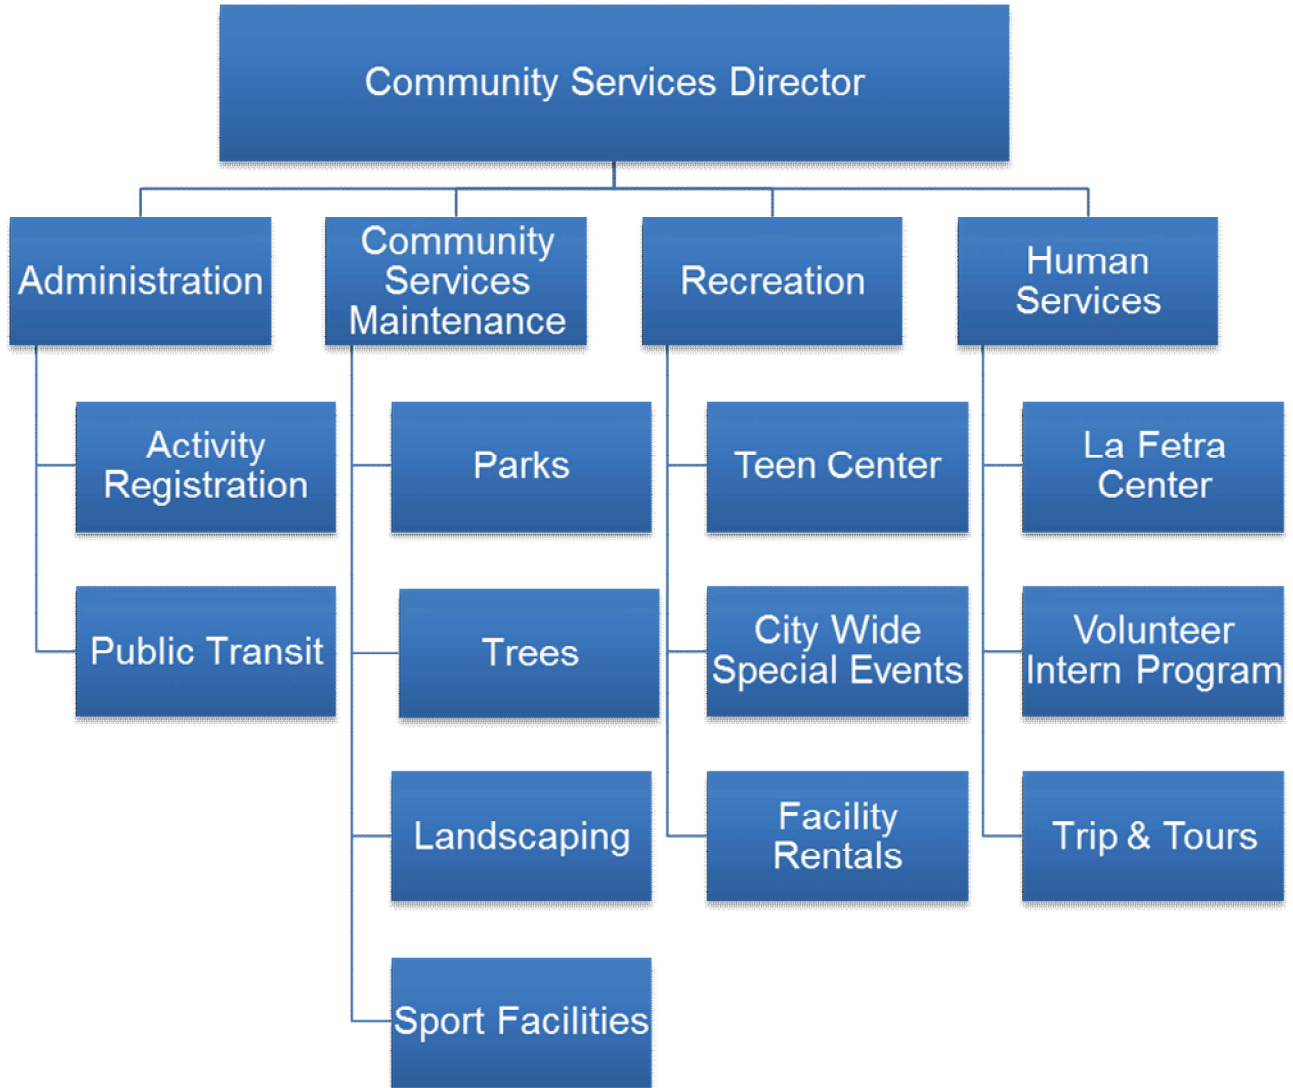 Community Services Director
Administration
Community
Services
Maintenance
Recreation
Human
Services
Activity
Registration
Parks
Teen Center
La Fetra
Center
Public Transit
Trees
City Wide
Special Events
Volunteer
Intern Program
Landscaping
Facility
Rentals
Trip & Tours
Sport Facilities